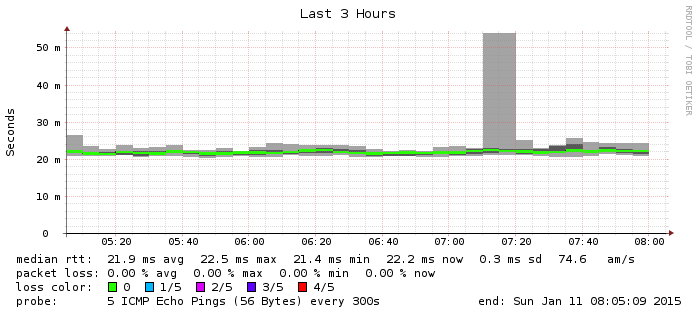 Last 3 Hours
RRDTOOL / TOBI OETIKER
Seconds
50 m
40 m
30 m
20 m
10 m
0
05:20 05:40 06:00 06:20 06:40 07:00 07:20 07:40 08:00
median rtt: 21.9 ms avg 22.5 ms max 21.4 ms min 22.2 ms now 0.3 ms sd 74.6 am/s
packet loss: 0.00 % avg 0.00 % max 0.00 % min 0.00 % now
loss color: 0 1/5 2/5 3/5 4/5
probe: 5 ICMP Echo Pings (56 Bytes) every 300s end: Sun Jan 11 08:05:09 2015